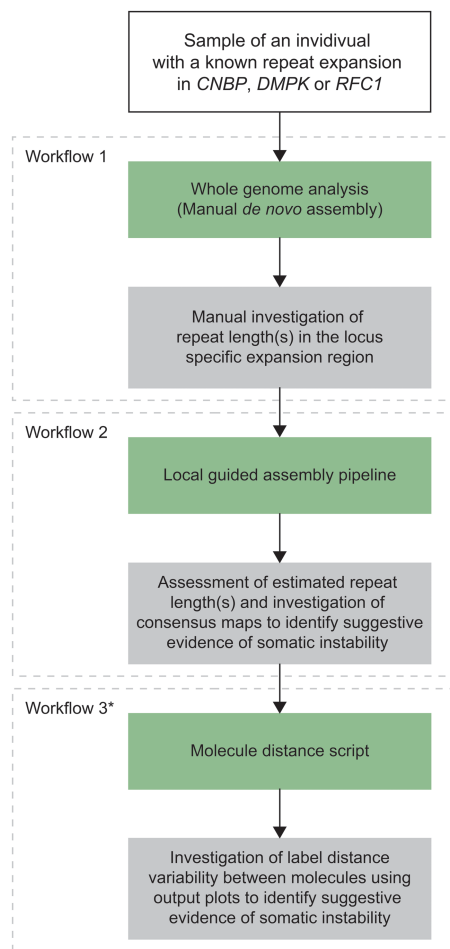 Sample of an invidivual
with a known repeat expansion
in CNBP, DMPK or RFC1
Workflow 1
Whole genome analysis
(Manual de novo assembly)
Manual investigation of
repeat length(s) in the locus
specific expansion region
Workflow 2
Local guided assembly pipeline
Assessment of estimated repeat
length(s) and investigation of
consensus maps to identify suggestive
evidence of somatic instability
Workflow 3*
Molecule distance script
Investigation of label distance
variability between molecules using
output plots to identify suggestive
evidence of somatic instability